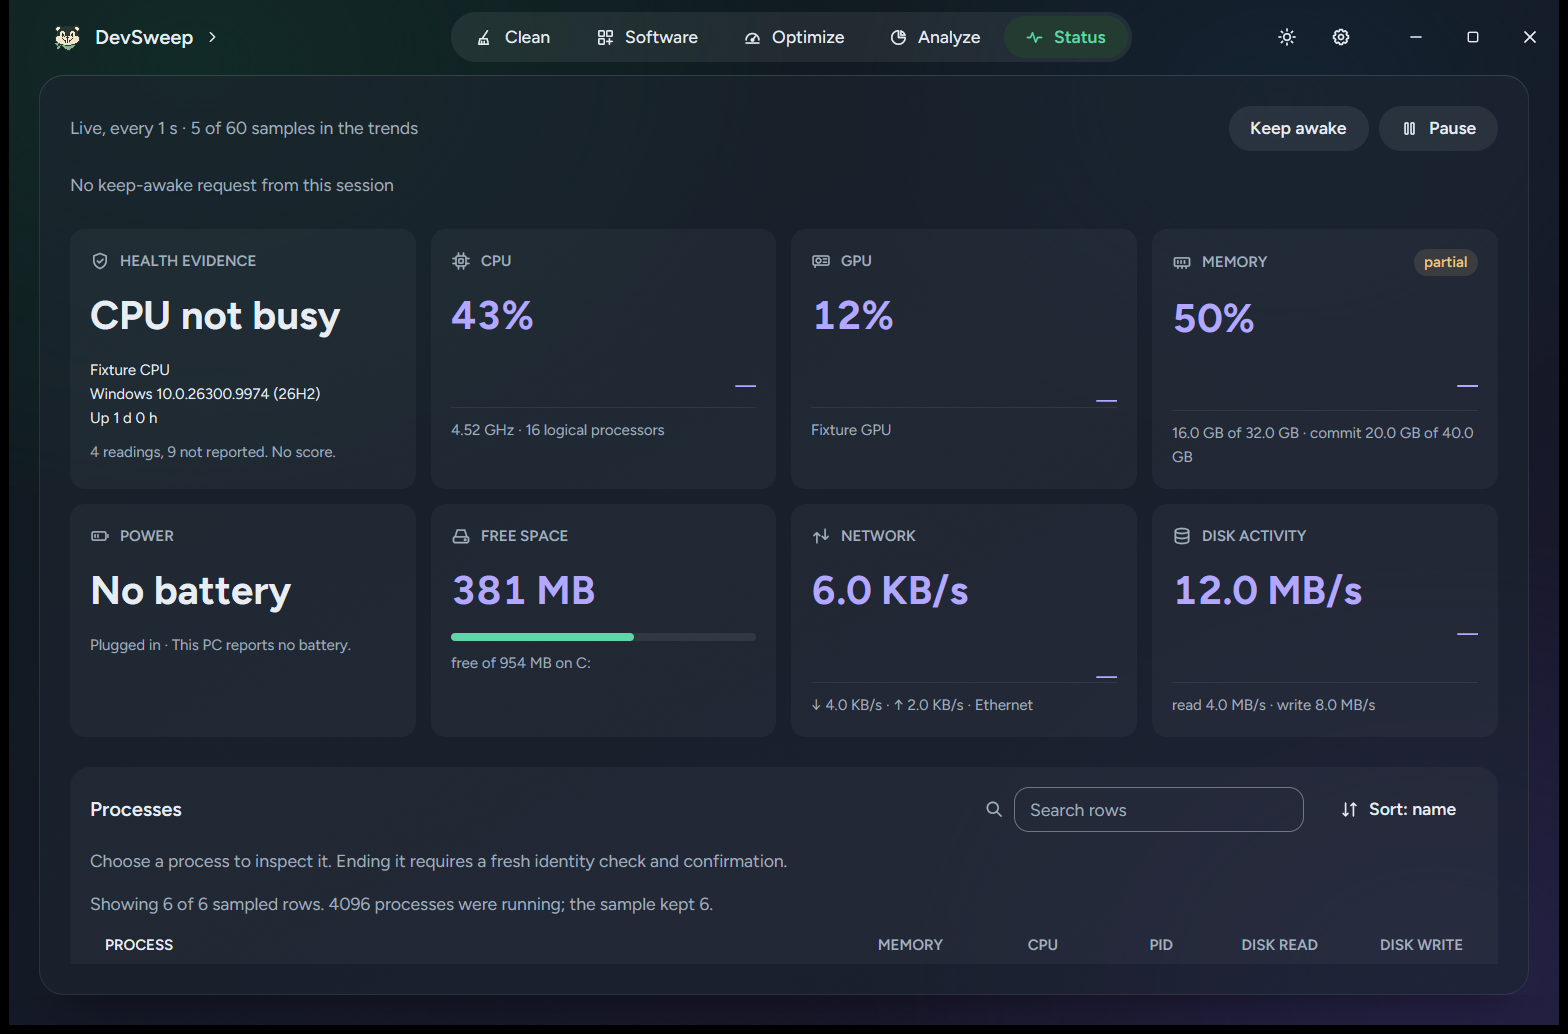 DevSweep
Clean
Software
Optimize
Analyze
Status
Live, every 1 s · 5 of 60 samples in the trends
Keep awake
Pause
No keep-awake request from this session
HEALTH EVIDENCE
CPU not busy
Fixture CPU
Windows 10.0.26300.9974 (26H2)
Up 1 d 0 h
4 readings, 9 not reported. No score.
CPU
43%
4.52 GHz · 16 logical processors
GPU
12%
Fixture GPU
MEMORY
partial
50%
16.0 GB of 32.0 GB · commit 20.0 GB of 40.0
GB
POWER
No battery
Plugged in · This PC reports no battery.
FREE SPACE
381 MB
free of 954 MB on C:
NETWORK
6.0 KB/s
↓ 4.0 KB/s · ↑ 2.0 KB/s · Ethernet
DISK ACTIVITY
12.0 MB/s
read 4.0 MB/s · write 8.0 MB/s
Processes
Search rows
Sort: name
Choose a process to inspect it. Ending it requires a fresh identity check and confirmation.
Showing 6 of 6 sampled rows. 4096 processes were running; the sample kept 6.
PROCESS MEMORY CPU PID DISK READ DISK WRITE